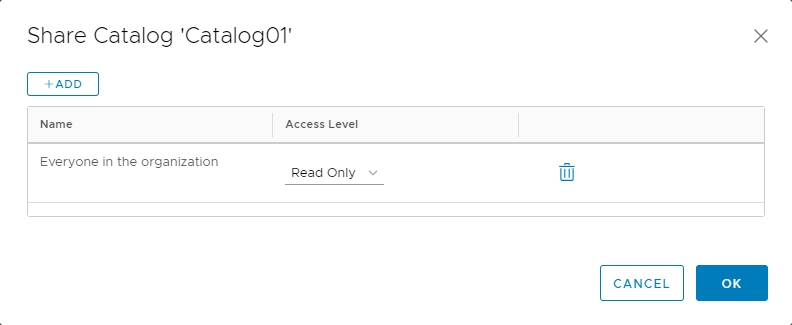 Share Catalog 'Catalog01'
+ADD
Name Access Level
Everyone in the organization
Read Only
CANCEL OK